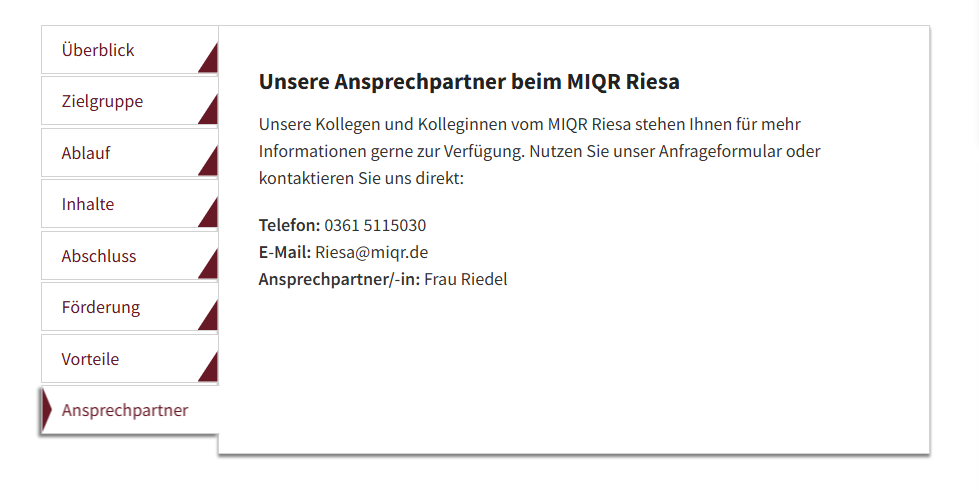 Überblick
Zielgruppe
Ablauf
Inhalte
Abschluss
Förderung
Vorteile
Ansprechpartner
Unsere Ansprechpartner beim MIQR Riesa
Unsere Kollegen und Kolleginnen vom MIQR Riesa stehen Ihnen für mehr
Informationen gerne zur Verfügung. Nutzen Sie unser Anfrageformular oder
kontaktieren Sie uns direkt:
Telefon: 0361 5115030
E-Mail: Riesa@miqr.de
Ansprechpartner/-in: Frau Riedel